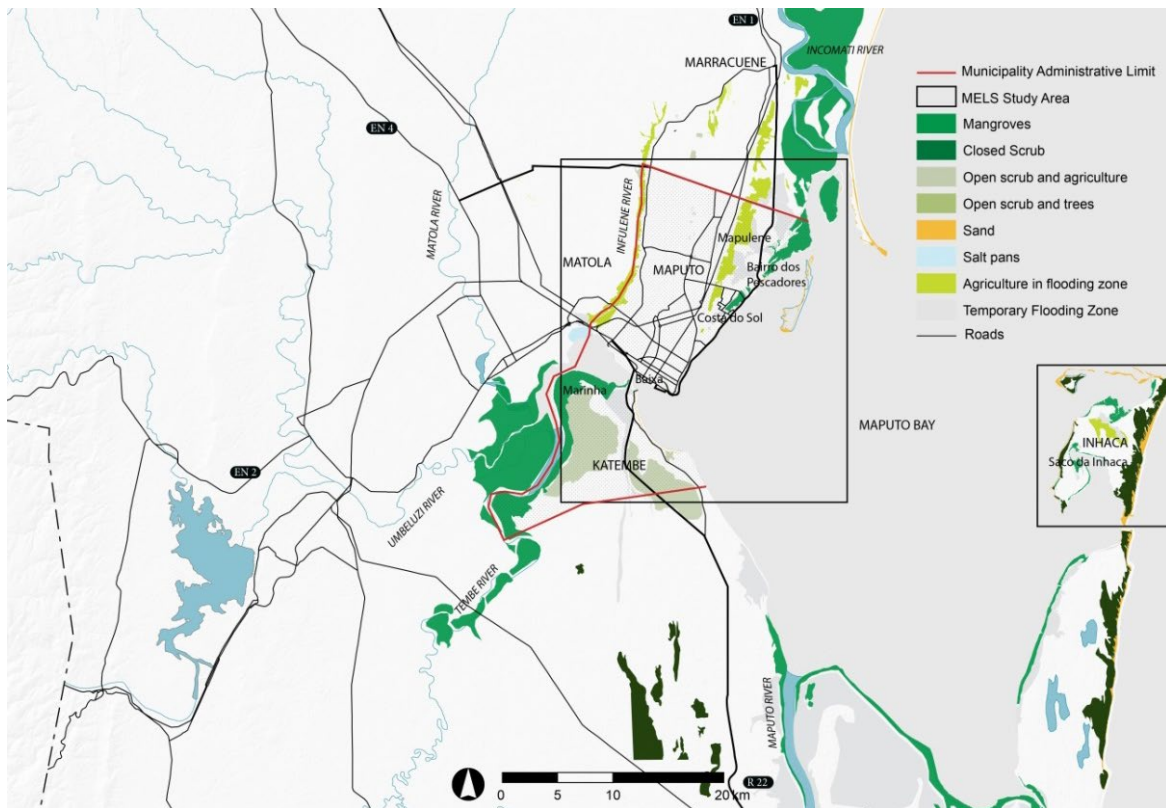 EN 1
INCOMATI RIVER
MARRACUENE
Municipality Administrative Limit
MELS Study Area
Mangroves
Closed Scrub
Open scrub and agriculture
Open scrub and trees
Sand
Salt pans
Agriculture in flooding zone
Temporary Flooding Zone
Roads
EN 4
MATOLA RIVER
INFULENE RIVER
Mapulene
MATOLA
MAPUTO
Bairro dos
Pescadores
Costa do Sol
Marinha
Baixa
MAPUTO BAY
INHACA
Saco da Inhaca
KATEMBE
EN 2
UMBELUZI RIVER
TEMBE RIVER
MAPUTO RIVER
R 22
0 5 10 20 km